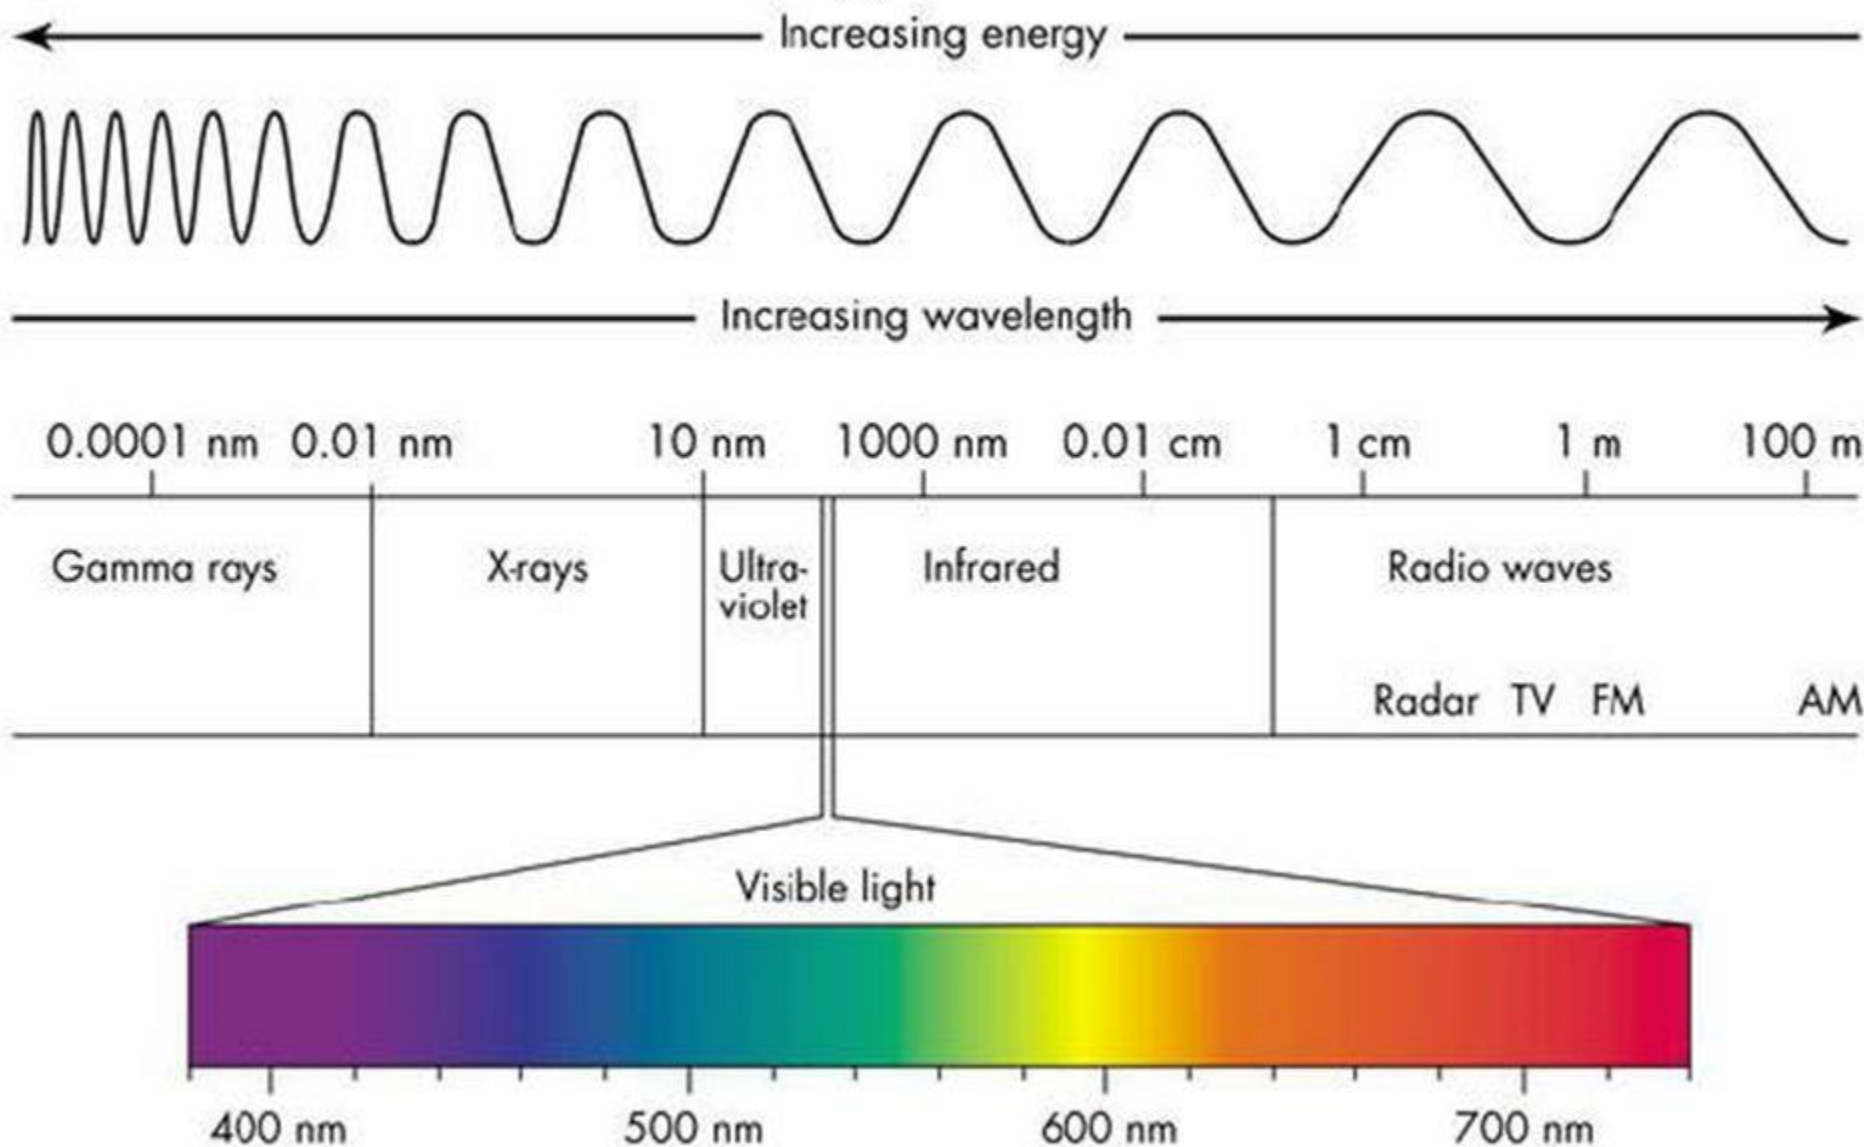 Increasing energy
Increasing wavelength
0.0001 nm 0.01 nm 10 nm 1000 nm 0.01 cm 1 cm 1 m 100 m
Gamma rays X-rays Ultra- Infrared Radio waves
violet
Radar TV FM AM
Visible light
400 nm 500 nm 600 nm 700 nm